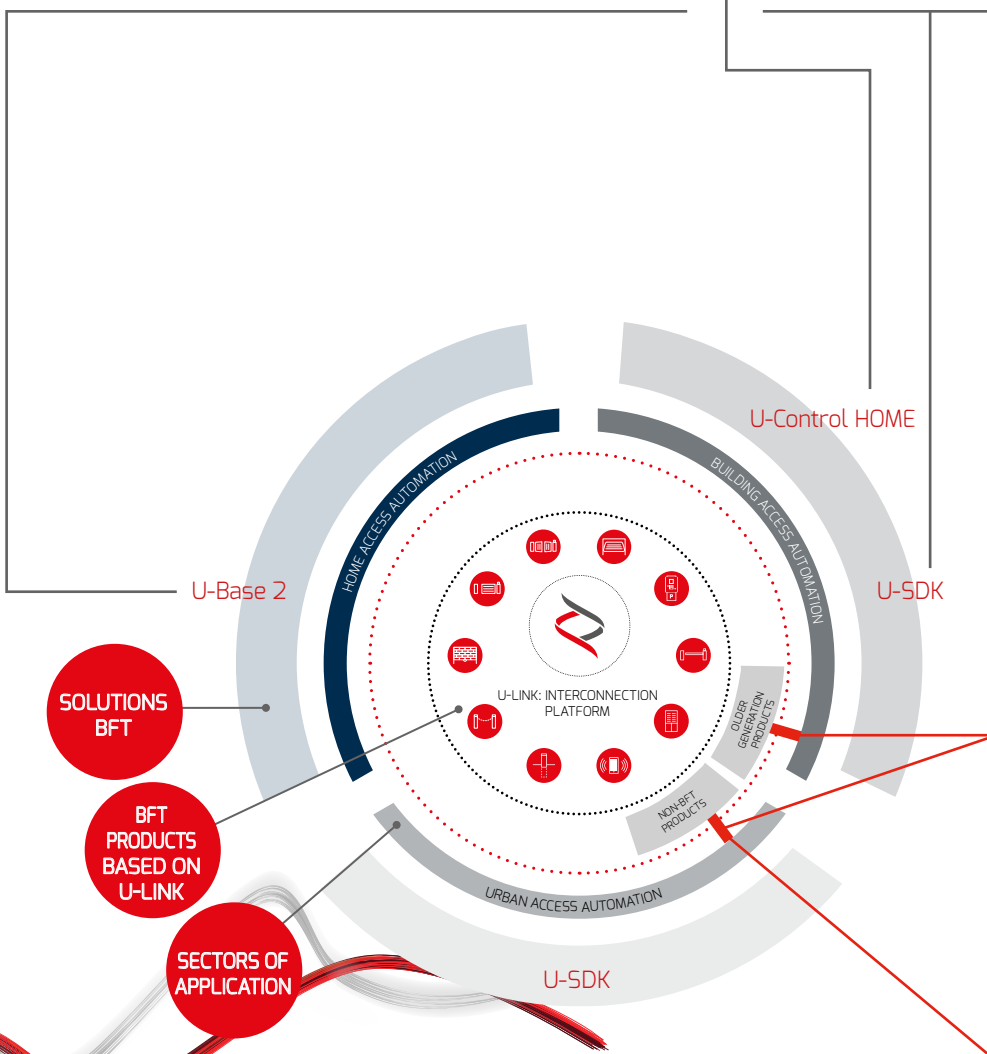 U-Control HOME
HOME ACCESS AUTOMATION
BUILDING ACCESS AUTOMATION
U-Base 2
U-SDK
U-LINK: INTERCONNECTION
PLATFORM
SOLUTIONS
BFT
OLDER
GENERATION
PRODUCTS
NON-BFT
PRODUCTS
BFT
PRODUCTS
BASED ON
U-LINK
URBAN ACCESS AUTOMATION
SECTORS OF
APPLICATION
U-SDK